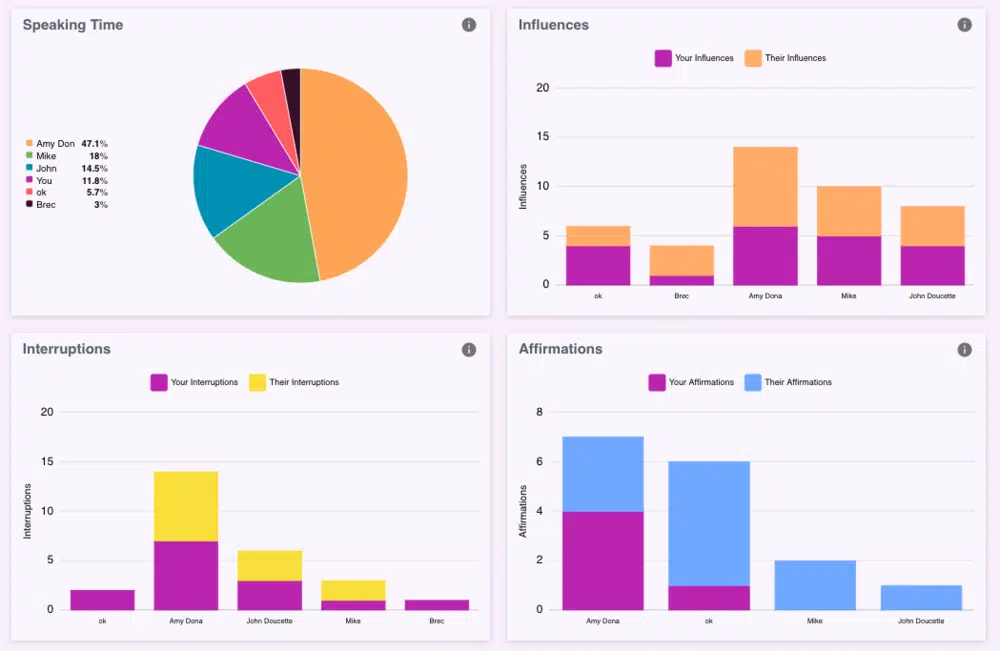 Speaking Time
Amy Don 47.1%
Mike 18%
John 14.5%
You 11.8%
ok 5.7%
Brec 3%
Influences
Your Influences Their Influences
20
15
10
5
0
Influences
ok Brec Amy Dona Mike John Doucette
Interruptions
Your Interruptions Their Interruptions
20
15
10
5
0
Interruptions
ok Amy Dona John Doucette Mike Brec
Affirmations
Your Affirmations Their Affirmations
8
6
4
2
0
Affirmations
Amy Dona ok Mike John Doucette